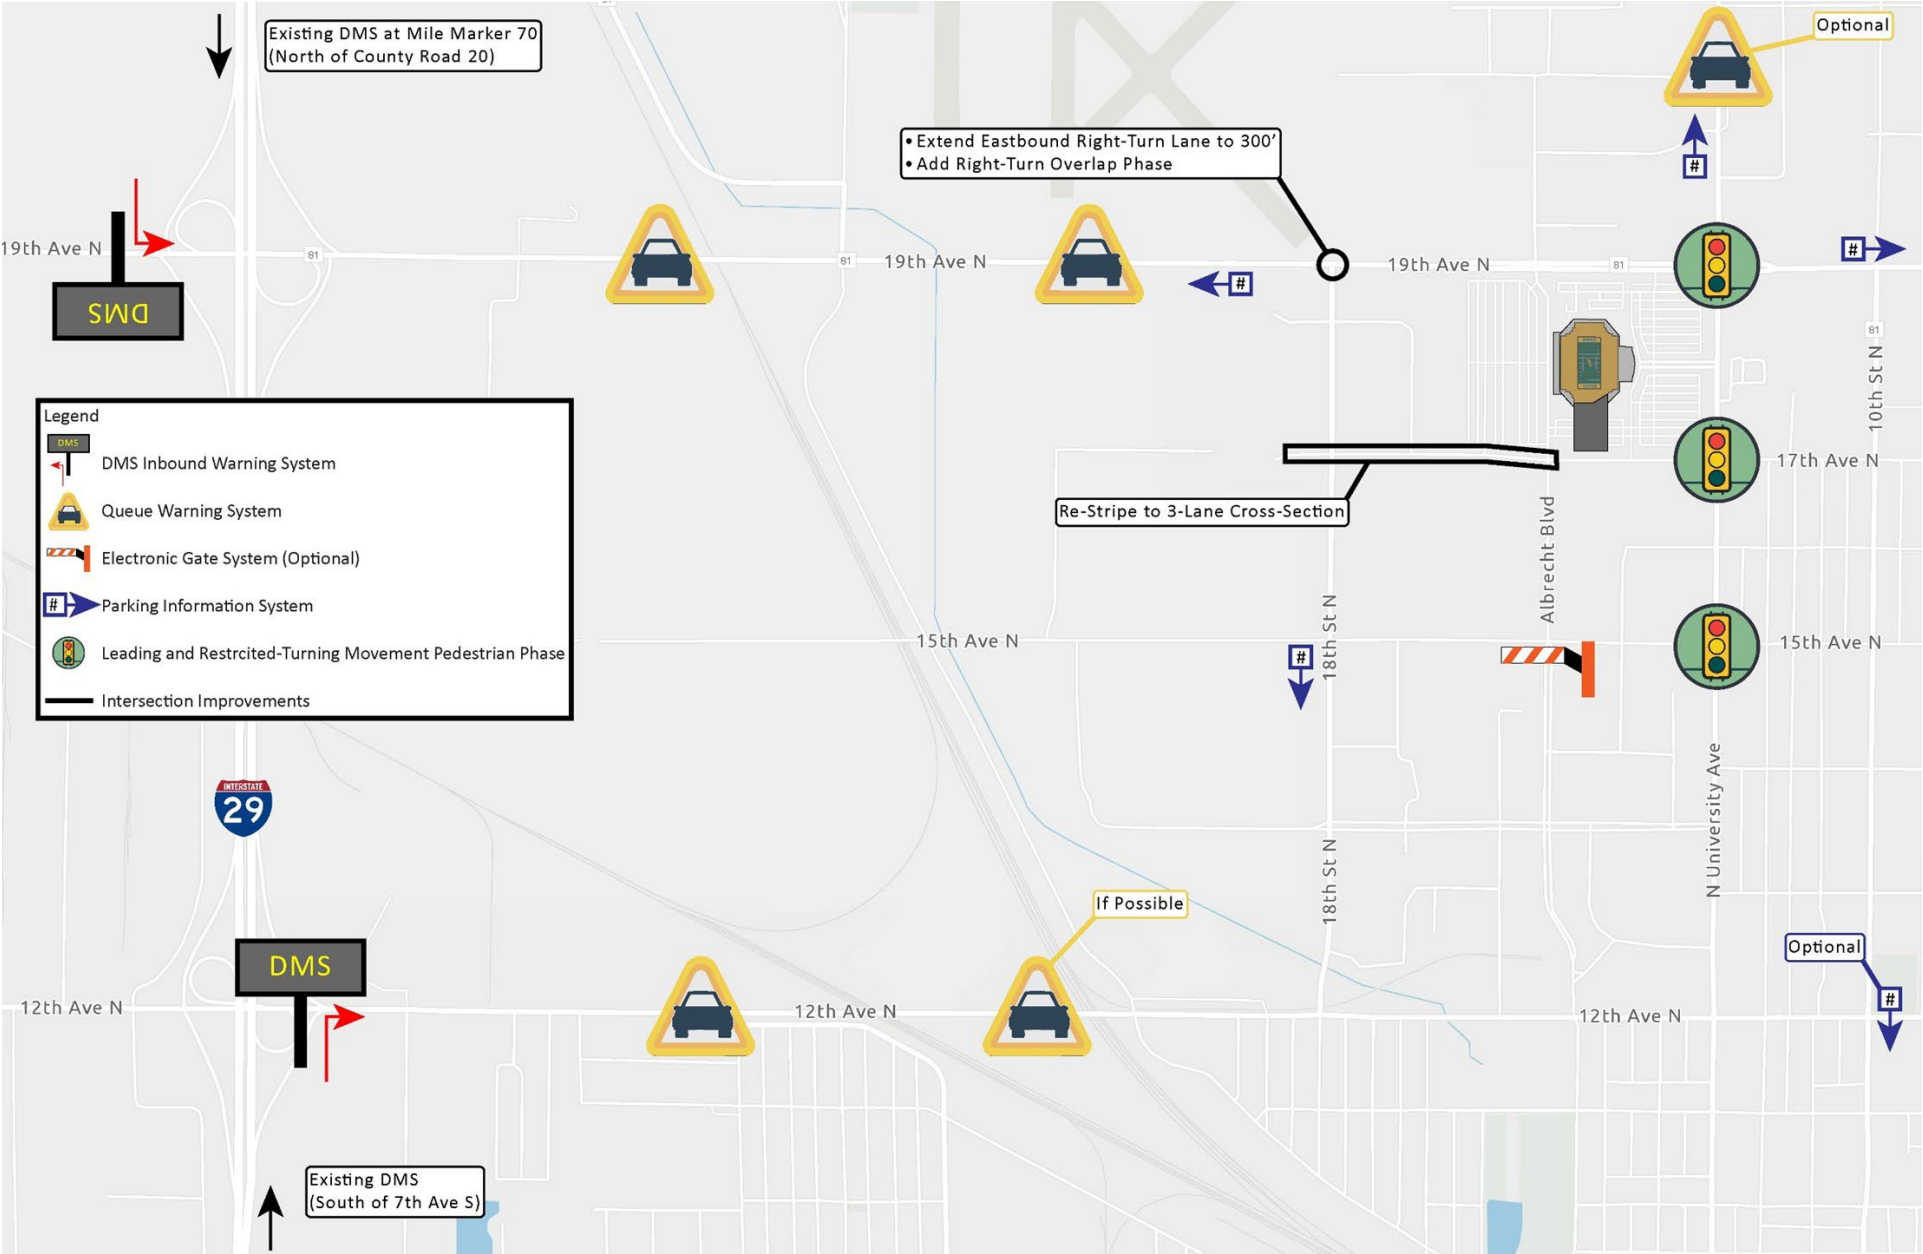 Existing DMS at Mile Marker 70
(North of County Road 20)
Optional
• Extend Eastbound Right-Turn Lane to 300’
• Add Right-Turn Overlap Phase
#
19th Ave N
81
81
19th Ave N
19th Ave N
81
#
#
DMS
81
10th St N
Legend
DMS
DMS Inbound Warning System
Queue Warning System
Electronic Gate System (Optional)
# Parking Information System
Leading and Restrcited-Turning Movement Pedestrian Phase
Intersection Improvements
17th Ave N
Re-Stripe to 3-Lane Cross-Section
Albrecht Blvd
15th Ave N
#
18th St N
15th Ave N
INTERSTATE
29
N University Ave
18th St N
If Possible
Optional
DMS
#
12th Ave N
12th Ave N
12th Ave N
Existing DMS
(South of 7th Ave S)